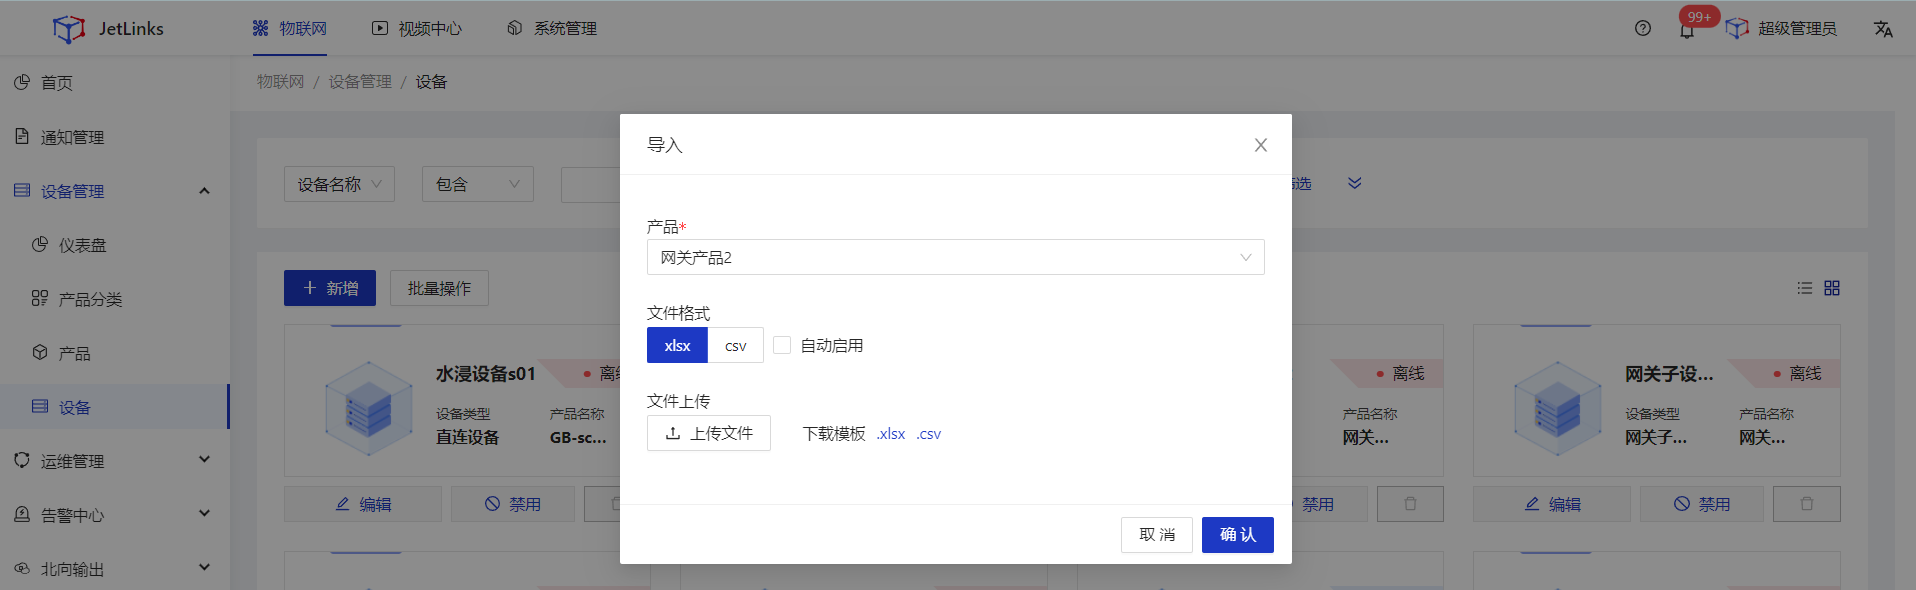 JetLinks 物联网 视频中心 系统管理 99+ 超级管理员
首页
物联网 / 设备管理 / 设备
通知管理
设备管理
仪表盘
产品分类
产品
设备
运维管理
告警中心
北向输出
设备名称 包含
新增 批量操作
水浸设备s01
设备类型 产品名称
直连设备 GB-sc...
编辑 禁用
导入
产品*
网关产品2
文件格式
xlsx csv 自动启用
文件上传
上传文件 下载模板 .xlsx .csv
取 消 确 认
离线
产品名称
网关...
禁用
网关子设... 离线
设备类型 产品名称
网关子... 网关...
编辑 禁用